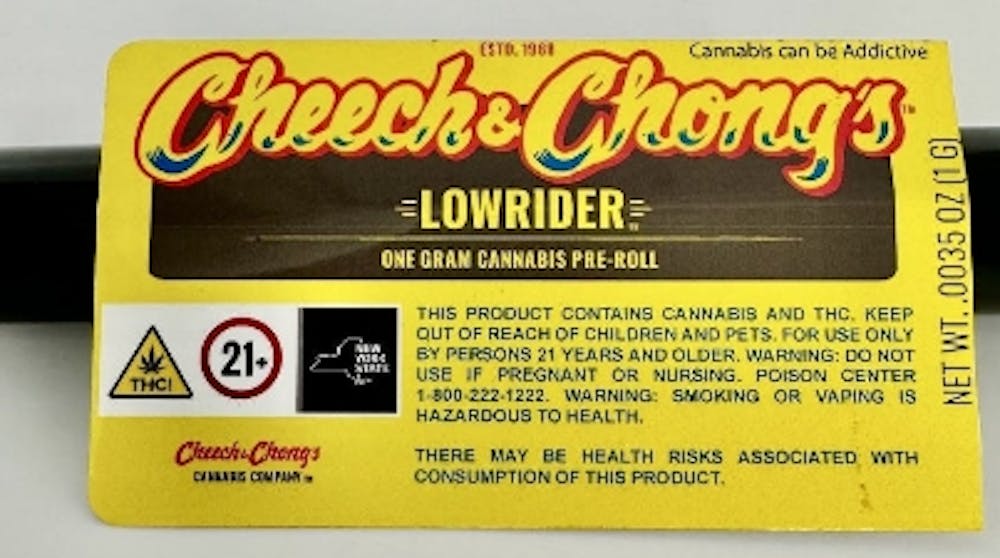 ESTD. 1968
Cannabis can be Addictive
Cheech & Chong's™
LOWRIDER™
ONE GRAM CANNABIS PRE-ROLL
NET WT. .0035 OZ (1 G)
THC!
21+
NEW
YORK
STATE
THIS PRODUCT CONTAINS CANNABIS AND THC. KEEP
OUT OF REACH OF CHILDREN AND PETS. FOR USE ONLY
BY PERSONS 21 YEARS AND OLDER. WARNING: DO NOT
USE IF PREGNANT OR NURSING. POISON CENTER
1-800-222-1222. WARNING: SMOKING OR VAPING IS
HAZARDOUS TO HEALTH.
Cheech & Chong's
CANNABIS COMPANY™
THERE MAY BE HEALTH RISKS ASSOCIATED WITH
CONSUMPTION OF THIS PRODUCT.